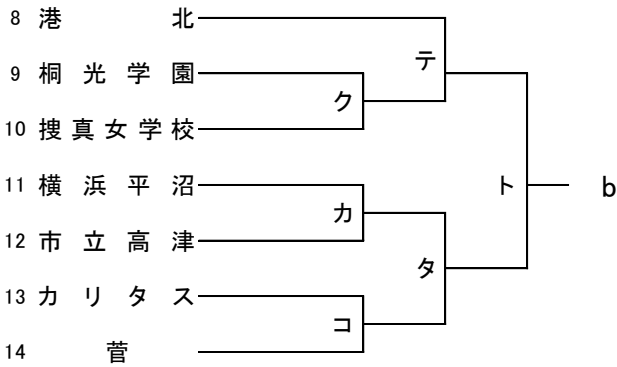 8 港北
テ
9 桐光学園
ク
10 捜真女学校
11 横浜平沼 ト b
カ
12 市立高津
タ
13 カリタス
コ
14 菅